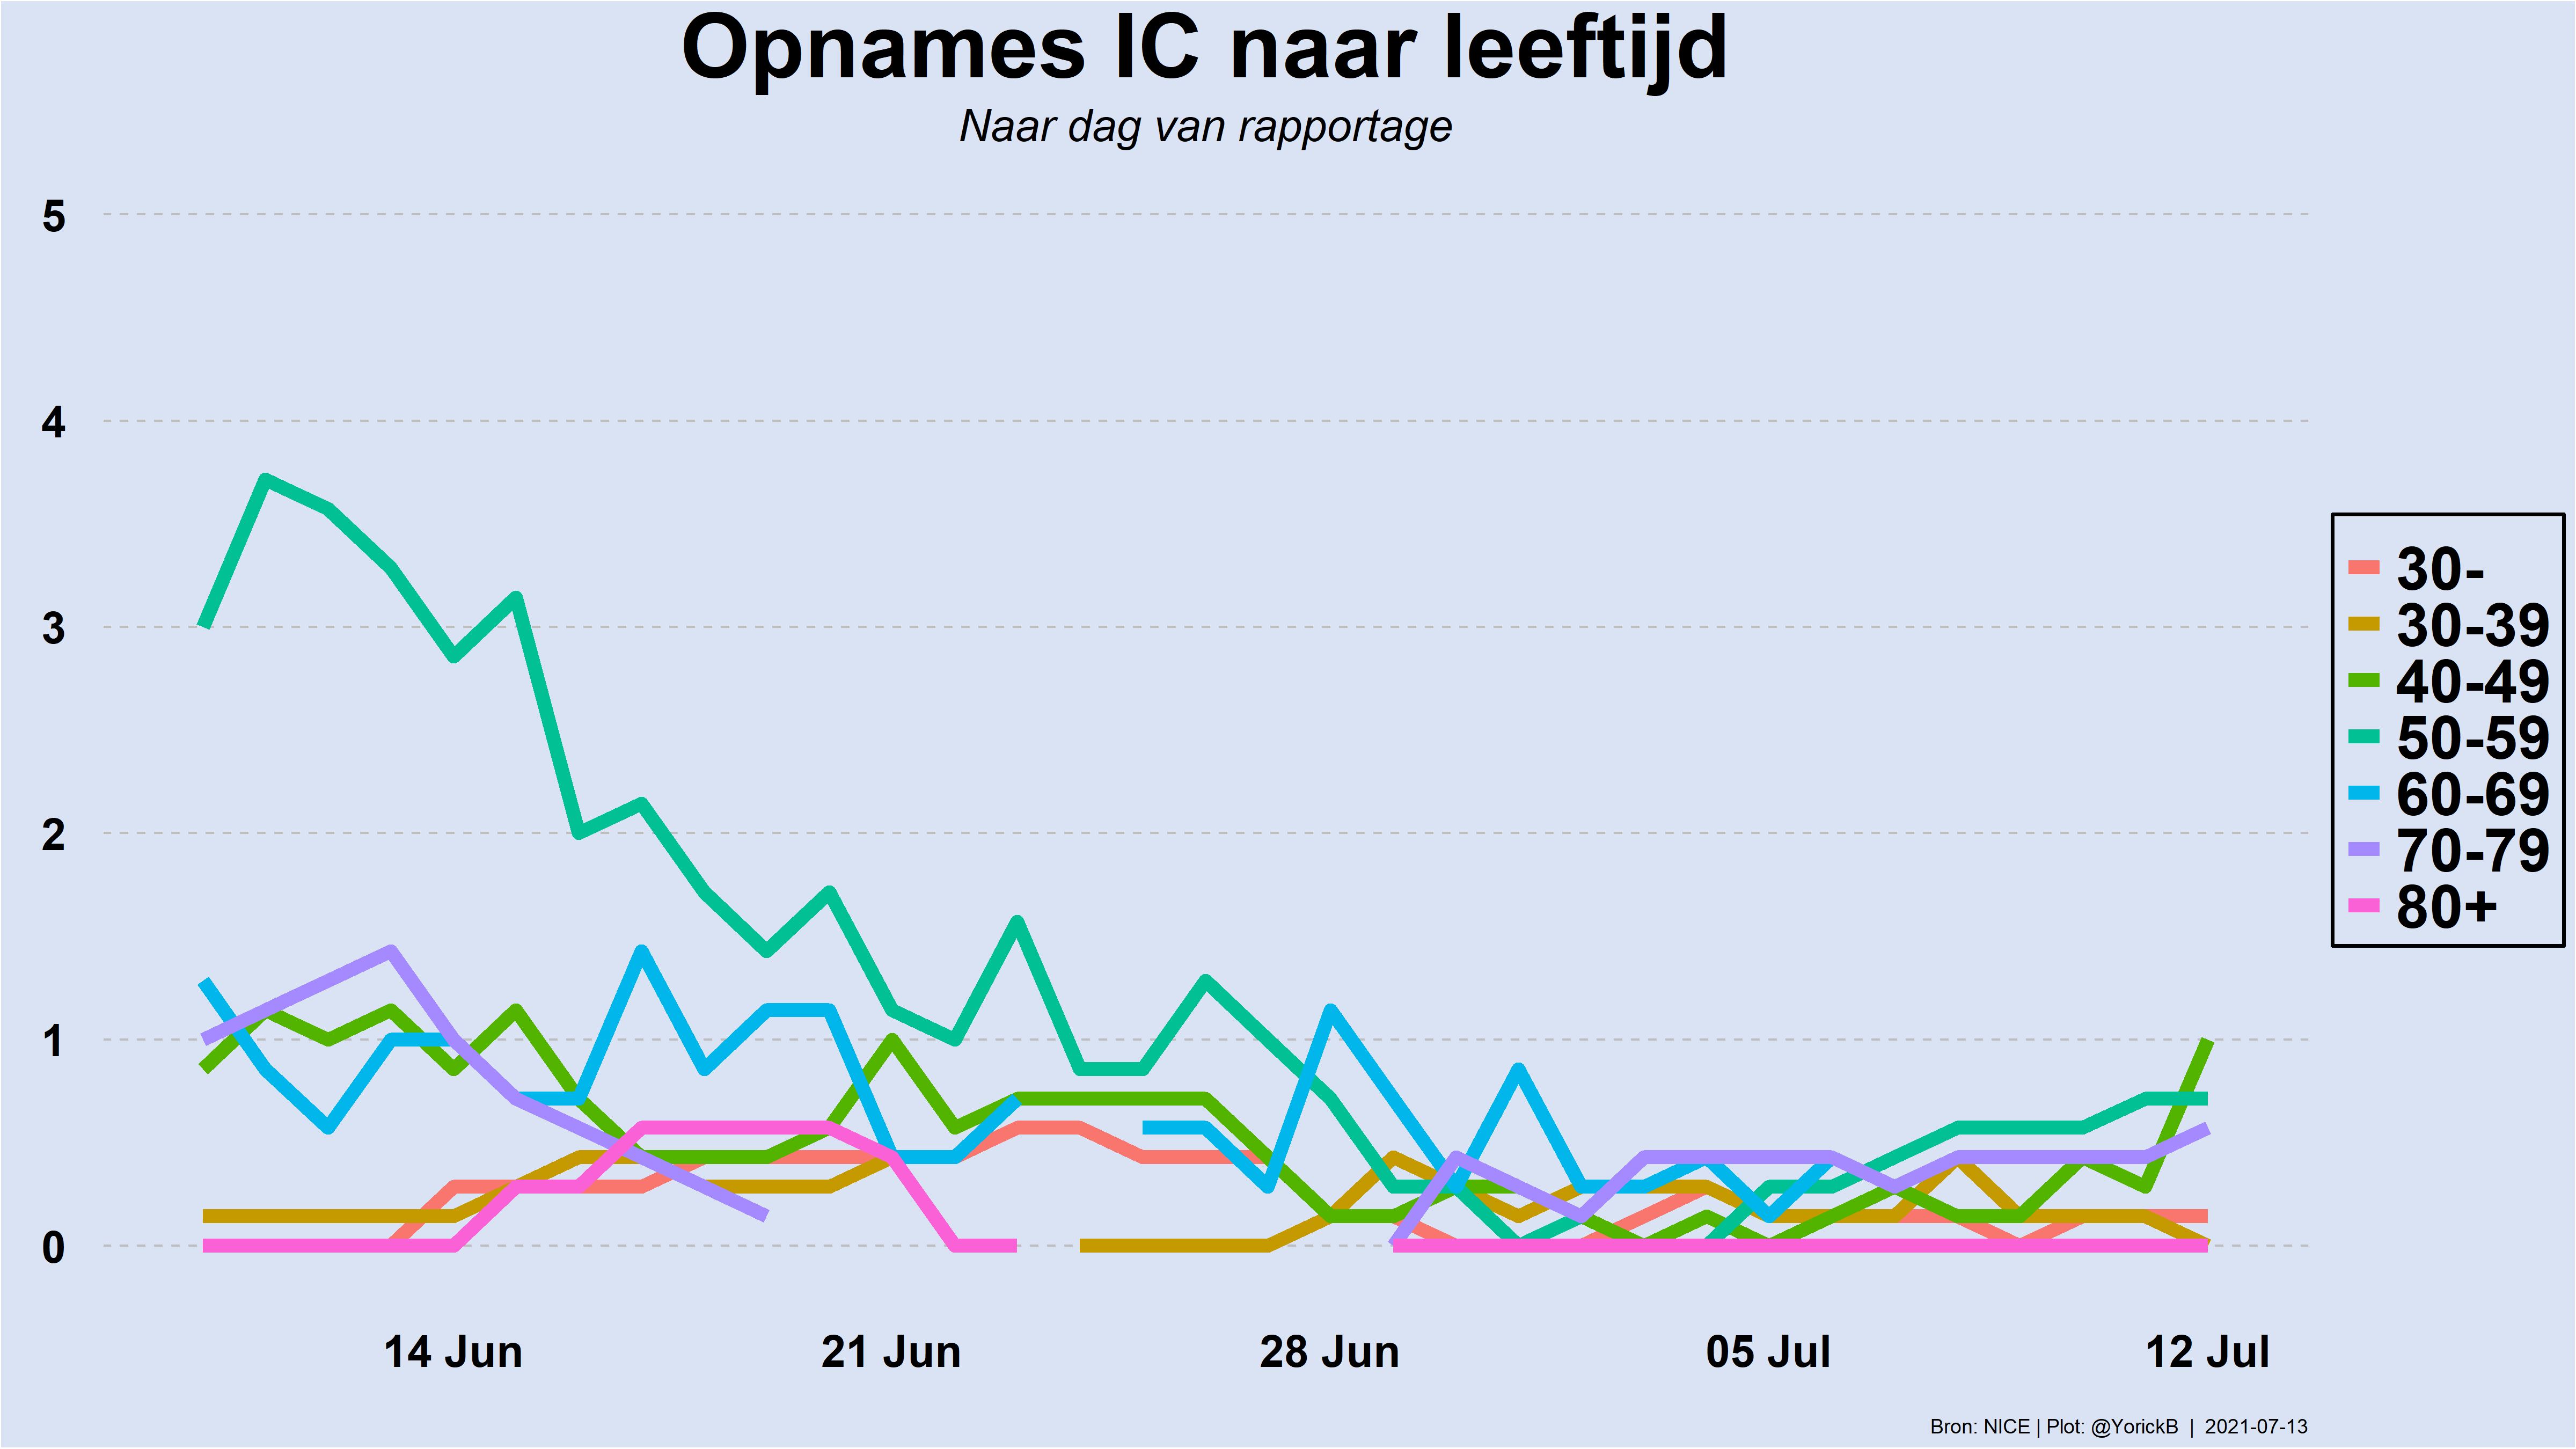 Opnames IC naar leeftijd
Naar dag van rapportage
5
4
3
2
1
0
14 Jun
21 Jun
28 Jun
05 Jul
12 Jul
30-
30-39
40-49
50-59
60-69
70-79
80+
Bron: NICE | Plot: @YorickB | 2021-07-13